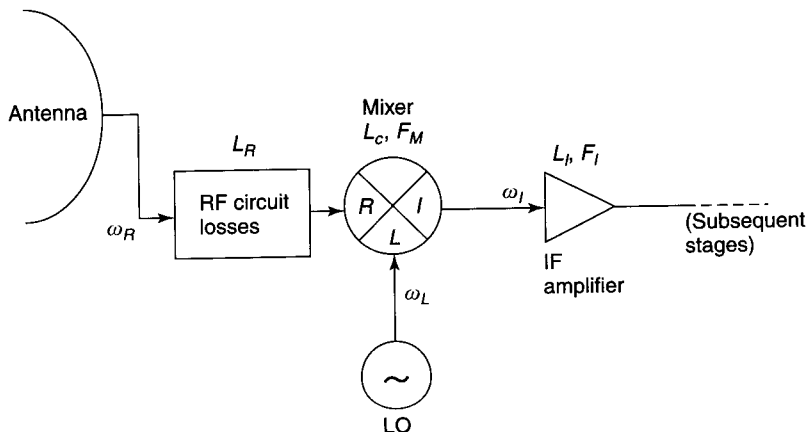 Antenna
ω_R
L_R
RF circuit
losses
Mixer
L_c, F_M
R
I
L
ω_L
~
LO
ω_I
L_I, F_I
IF
amplifier
(Subsequent
stages)